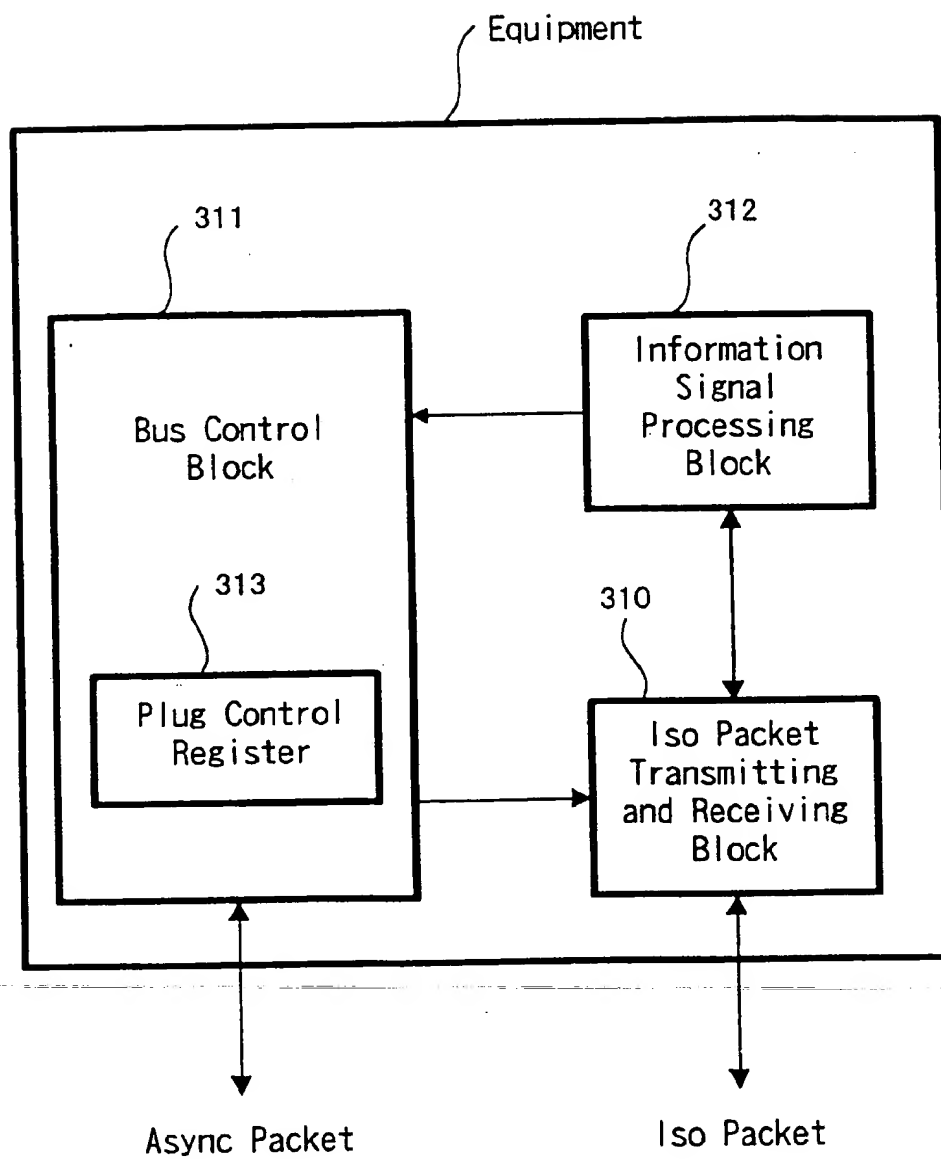 Equipment
311
312
Information
Signal
Processing
Block
Bus Control
Block
313
310
Plug Control
Register
Iso Packet
Transmitting
and Receiving
Block
Async Packet
Iso Packet